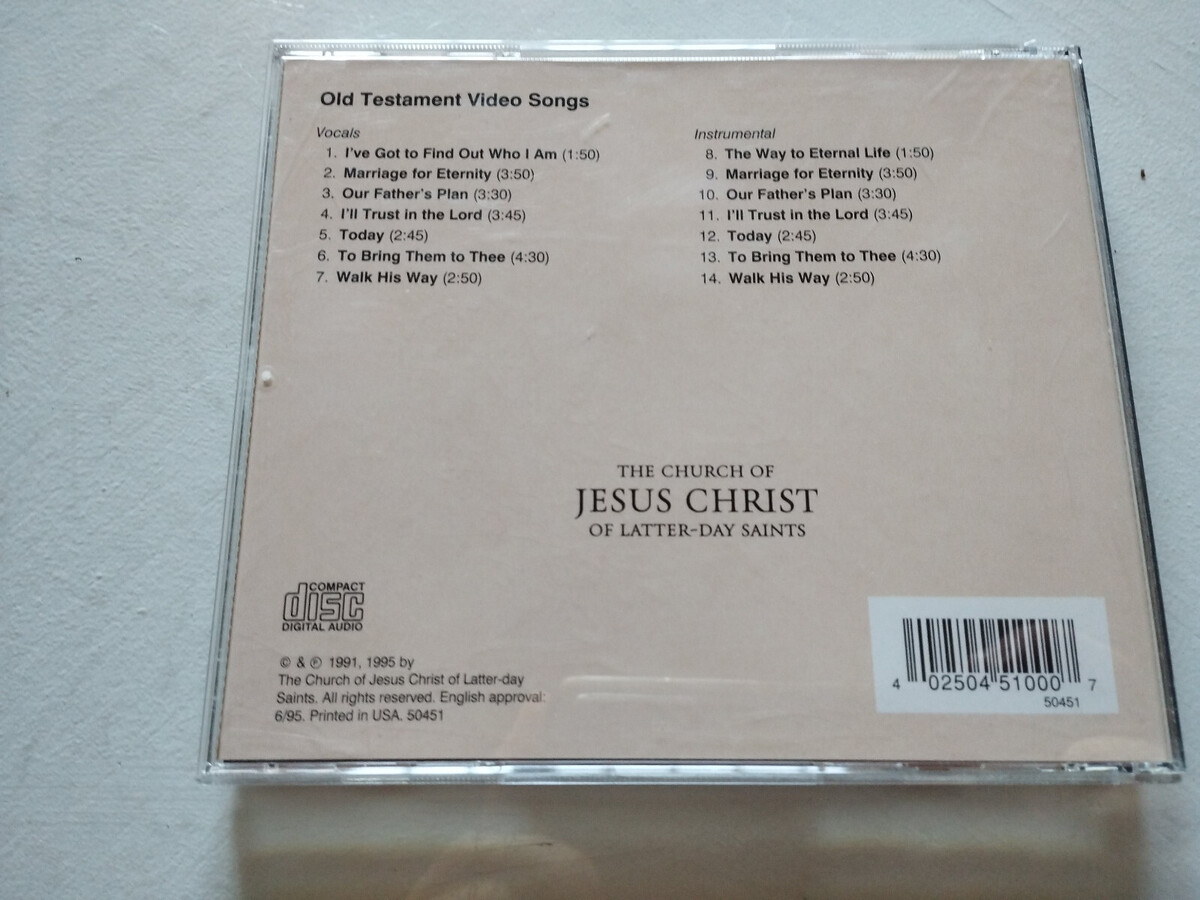 Old Testament Video Songs
Vocals
1. I've Got to Find Out Who I Am (1:50)
2. Marriage for Eternity (3:50)
3. Our Father's Plan (3:30)
4. I'll Trust in the Lord (3:45)
5. Today (2:45)
6. To Bring Them to Thee (4:30)
7. Walk His Way (2:50)
Instrumental
8. The Way to Eternal Life (1:50)
9. Marriage for Eternity (3:50)
10. Our Father's Plan (3:30)
11. I'll Trust in the Lord (3:45)
12. Today (2:45)
13. To Bring Them to Thee (4:30)
14. Walk His Way (2:50)
THE CHURCH OF
JESUS CHRIST
OF LATTER-DAY SAINTS
COMPACT
disc
DIGITAL AUDIO
© & ℗ 1991, 1995 by
The Church of Jesus Christ of Latter-day
Saints. All rights reserved. English approval:
6/95. Printed in USA. 50451
4 02504 51000 7
50451